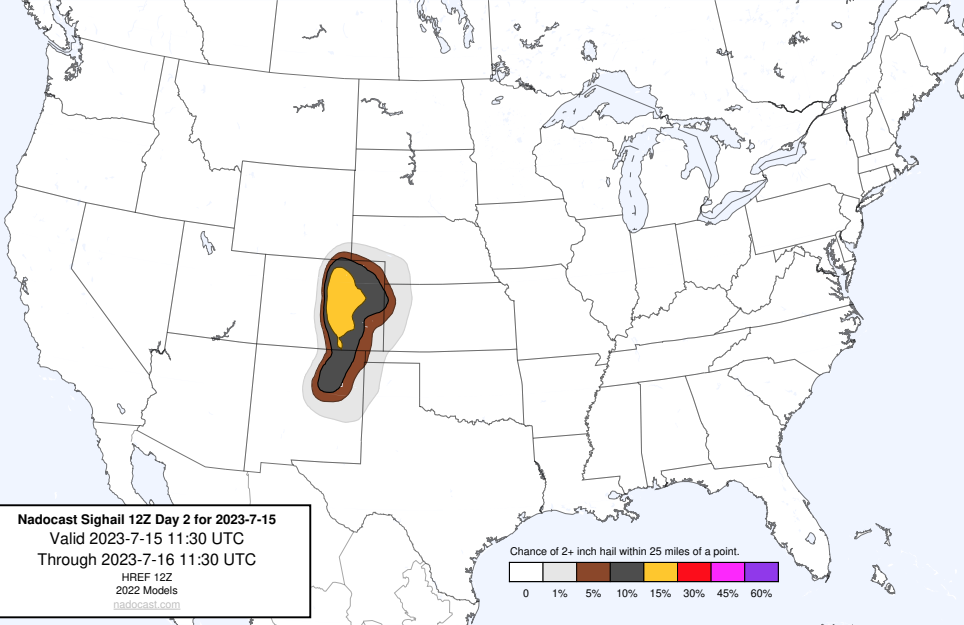 Nadocast Sighail 12Z Day 2 for 2023-7-15
Valid 2023-7-15 11:30 UTC
Through 2023-7-16 11:30 UTC
HREF 12Z
2022 Models
nadocast.com
Chance of 2+ inch hail within 25 miles of a point.
0 1% 5% 10% 15% 30% 45% 60%